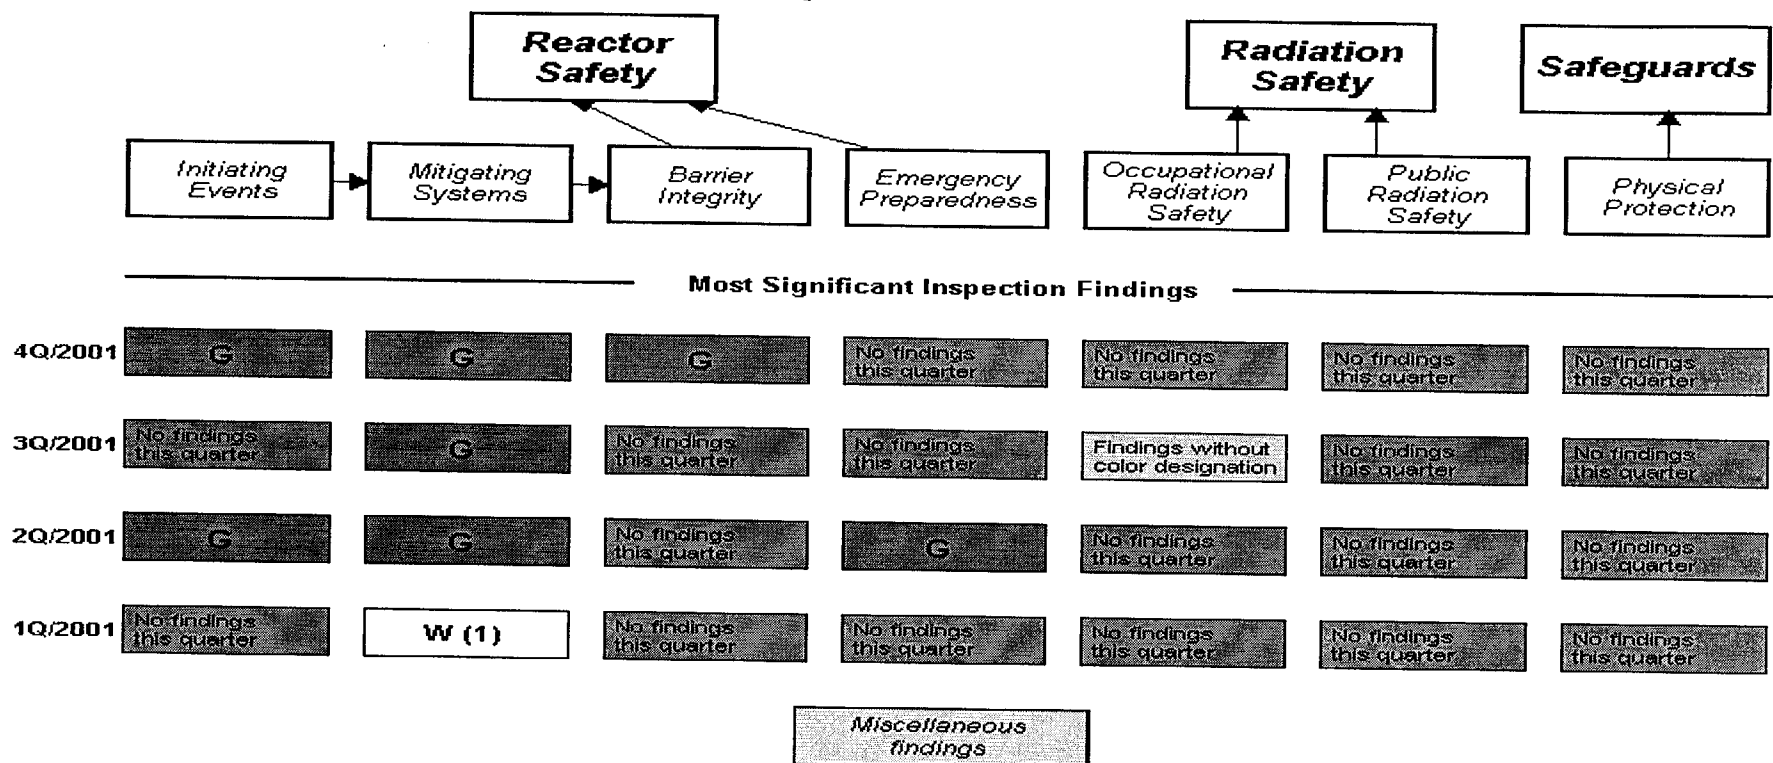 Reactor
Safety
Radiation
Safety
Safeguards
Initiating
Events
Mitigating
Systems
Barrier
Integrity
Emergency
Preparedness
Occupational
Radiation
Safety
Public
Radiation
Safety
Physical
Protection
Most Significant Inspection Findings
4Q/2001
G
G
G
No findings
this quarter
No findings
this quarter
No findings
this quarter
No findings
this quarter
3Q/2001
No findings
this quarter
G
No findings
this quarter
No findings
this quarter
Findings without
color designation
No findings
this quarter
No findings
this quarter
2Q/2001
G
G
No findings
this quarter
G
No findings
this quarter
No findings
this quarter
No findings
this quarter
1Q/2001
No findings
this quarter
W (1)
No findings
this quarter
No findings
this quarter
No findings
this quarter
No findings
this quarter
No findings
this quarter
Miscellaneous
findings